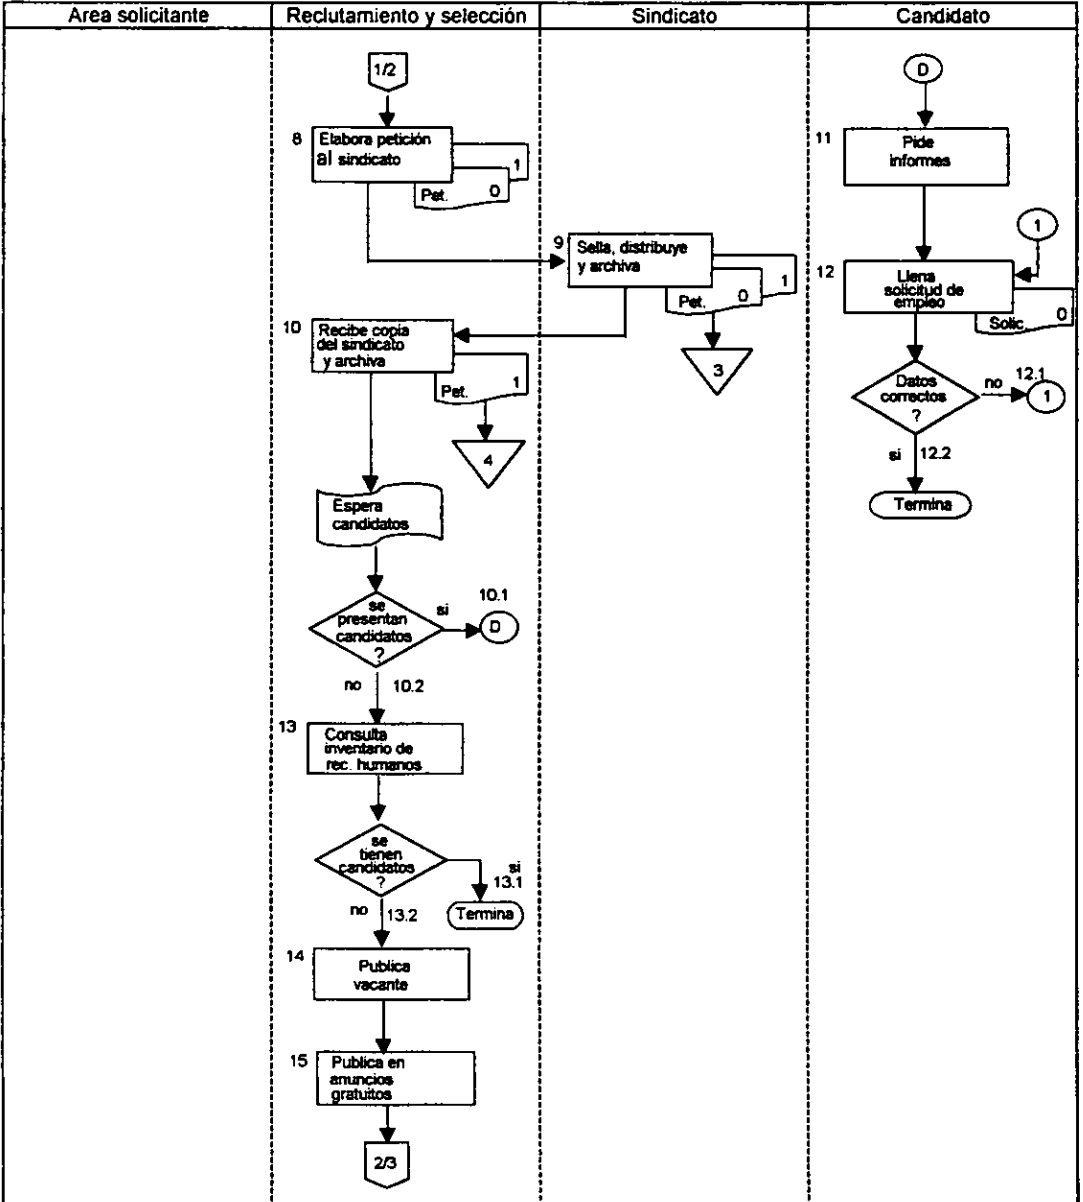 Area solicitante
Reclutamiento y selección
Sindicato
Candidato
1/2
8
Elabora petición
al sindicato
1
Pet. 0
9
Sella, distribuye
y archiva
1
Pet. 0
3
10
Recibe copia
del sindicato
y archiva
Pet. 1
4
Espera
candidatos
se
presentan
candidatos
?
si
10.1
D
no
10.2
13
Consulta
inventario de
rec. humanos
se
tienen
candidatos
?
si
13.1
Termina
no
13.2
14
Publica
vacante
15
Publica en
anuncios
gratuitos
2/3
D
11
Pide
informes
1
12
Llena
solicitud de
empleo
Solic. 0
Datos
correctos
?
no
12.1
1
si
12.2
Termina